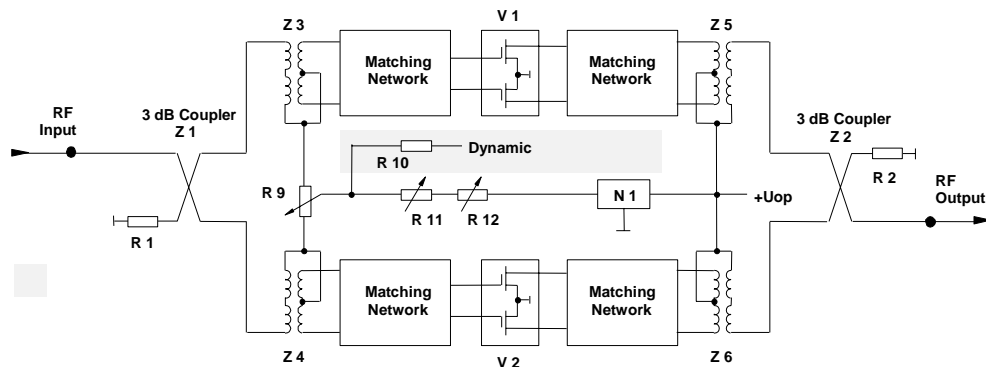 Z 3
V 1
Z 5
Matching
Network
Matching
Network
RF
Input
3 dB Coupler
Z 1
3 dB Coupler
Z 2
R 10
Dynamic
R 2
RF
Output
R 9
R 11
R 12
N 1
+Uop
R 1
Matching
Network
Matching
Network
Z 4
V 2
Z 6